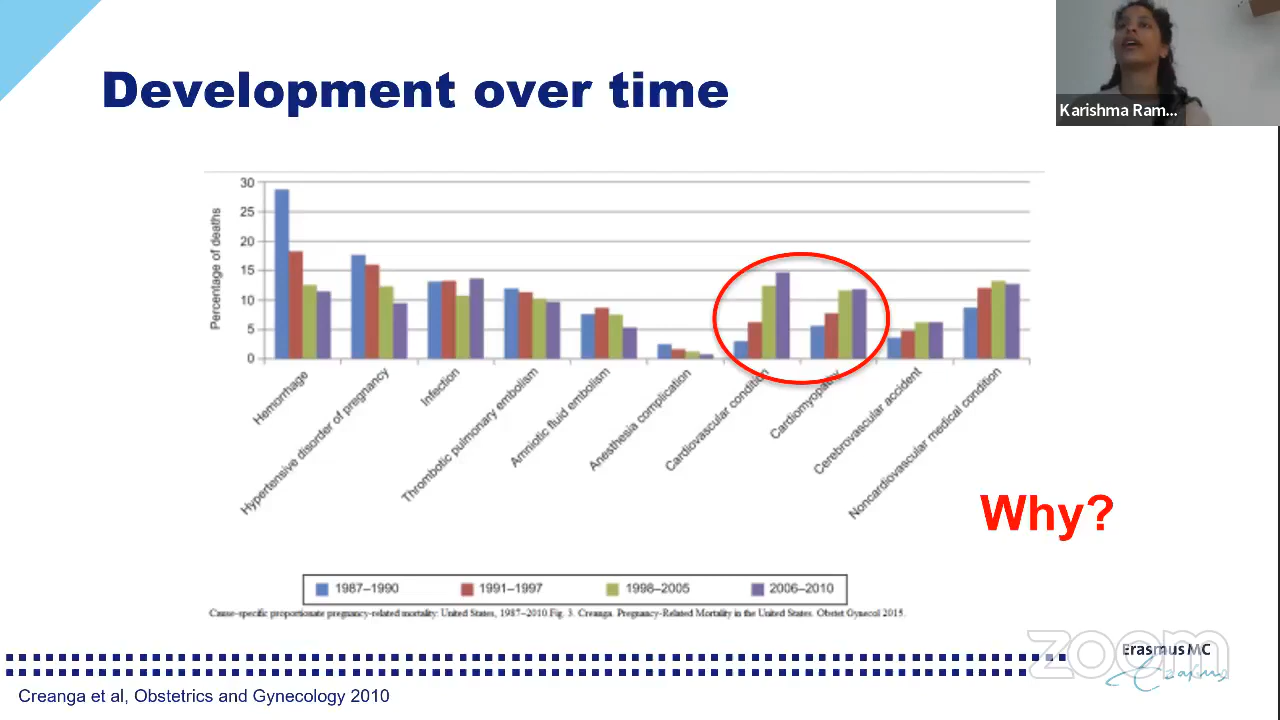 Development over time
Karishma Ram...
30
25
20
15
10
5
0
Percentage of deaths
Hemorrhage
Hypertensive disorder of pregnancy
Infection
Thrombotic pulmonary embolism
Amniotic fluid embolism
Anesthesia complication
Cardiovascular condition
Cardiomyopathy
Cerebrovascular accident
Noncardiovascular medical condition
Why?
1987–1990 1991–1997 1998–2005 2006–2010
Cause-specific proportionate pregnancy-related mortality: United States, 1987–2010.Fig. 3. Creanga. Pregnancy-Related Mortality in the United States. Obstet Gynecol 2015.
zoom
Erasmus MC
Erasmus
Creanga et al, Obstetrics and Gynecology 2010